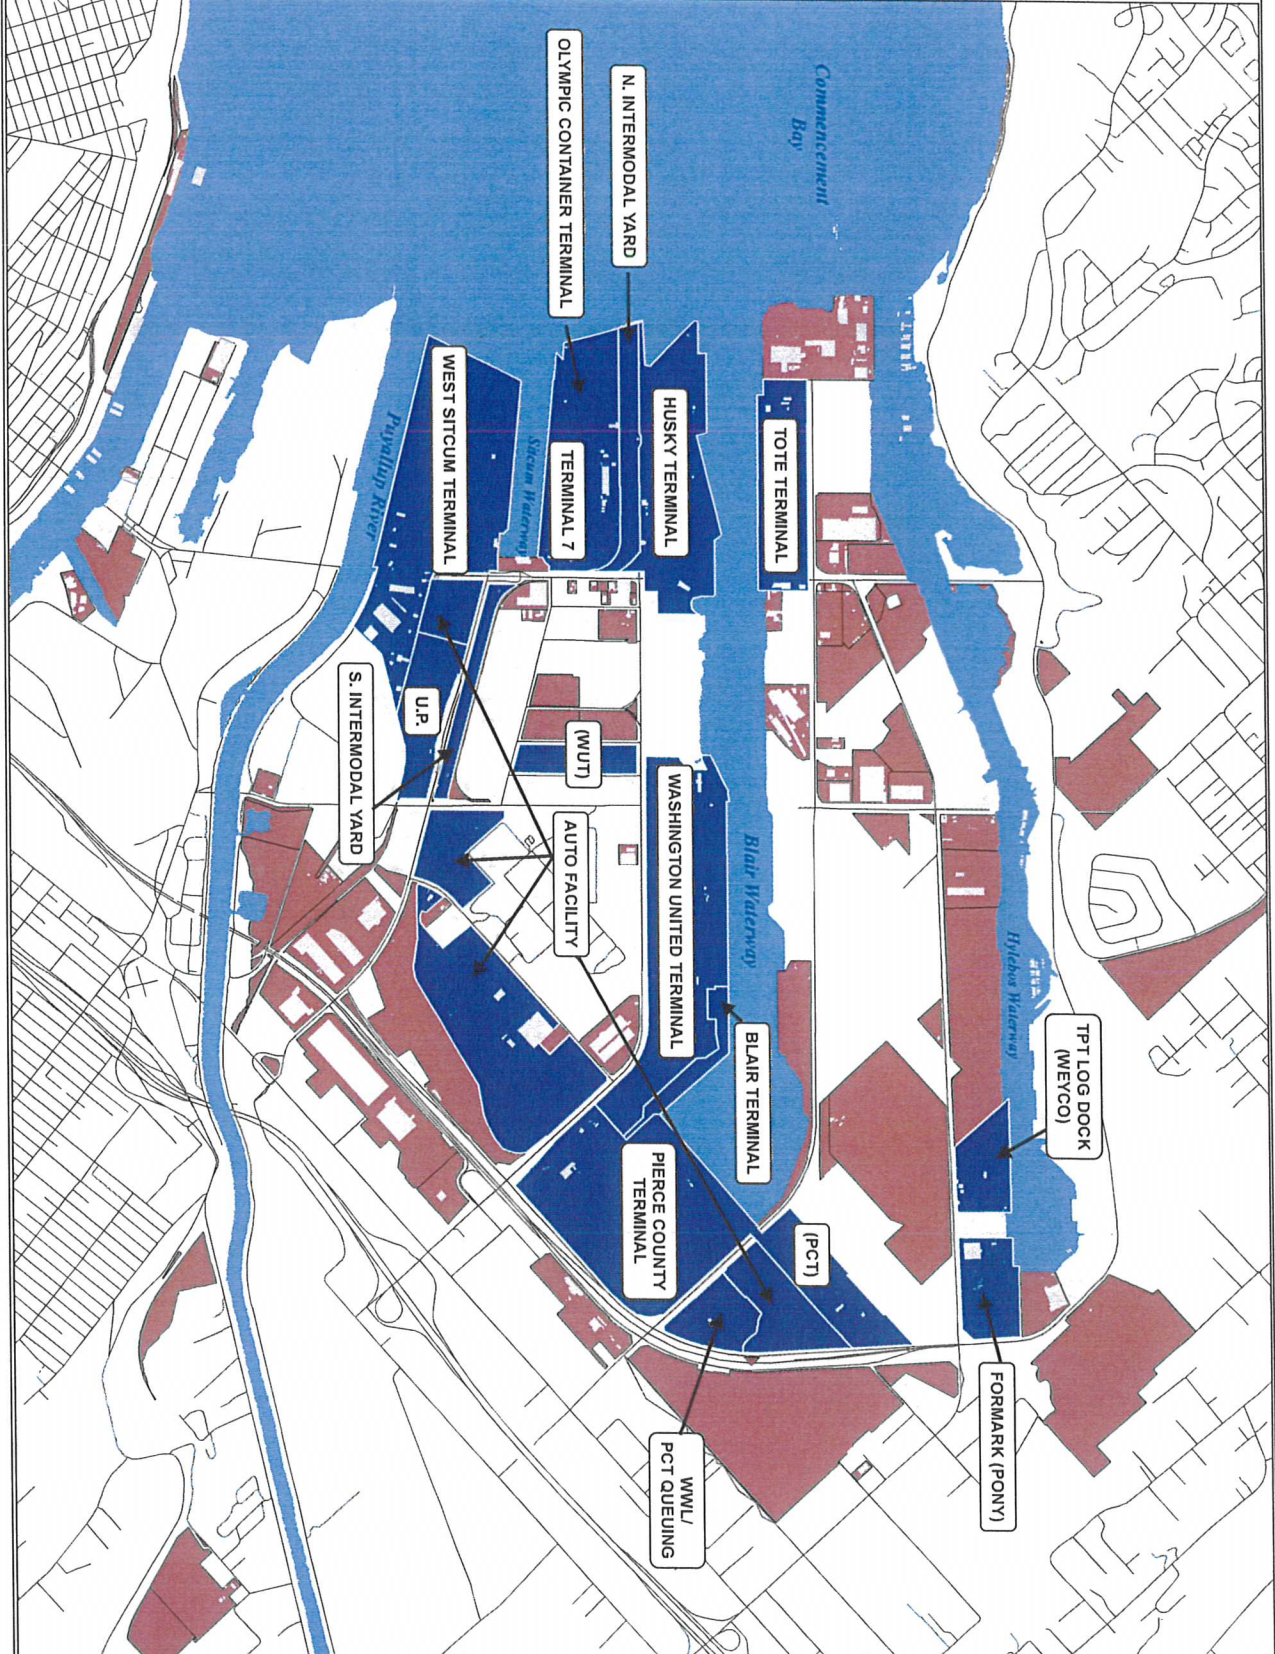 Commencement
Bay
N. INTERMODAL YARD
OLYMPIC CONTAINER TERMINAL
TOTE TERMINAL
HUSKY TERMINAL
TERMINAL 7
Sitcum Waterway
WEST SITCUM TERMINAL
Puyallup River
Hylebos Waterway
Blair Waterway
WASHINGTON UNITED TERMINAL
(WUT)
U.P.
S. INTERMODAL YARD
AUTO FACILITY
BLAIR TERMINAL
TPT LOG DOCK
(WEYCO)
(PCT)
PIERCE COUNTY
TERMINAL
FORMARK (PONY)
WWL/
PCT QUEUING